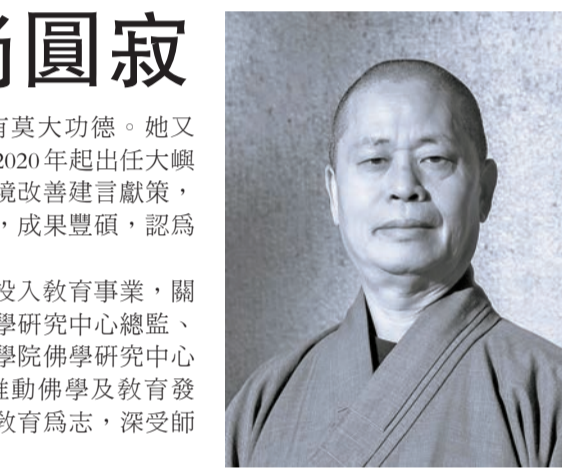 尚圓寂
有莫大功德。她又
2020年起出任大嶼
境改善建言獻策，
，成果豐碩，認爲
投入教育事業，關
學研究中心總監、
學院佛學研究中心
推動佛學及教育發
教育爲志，深受師